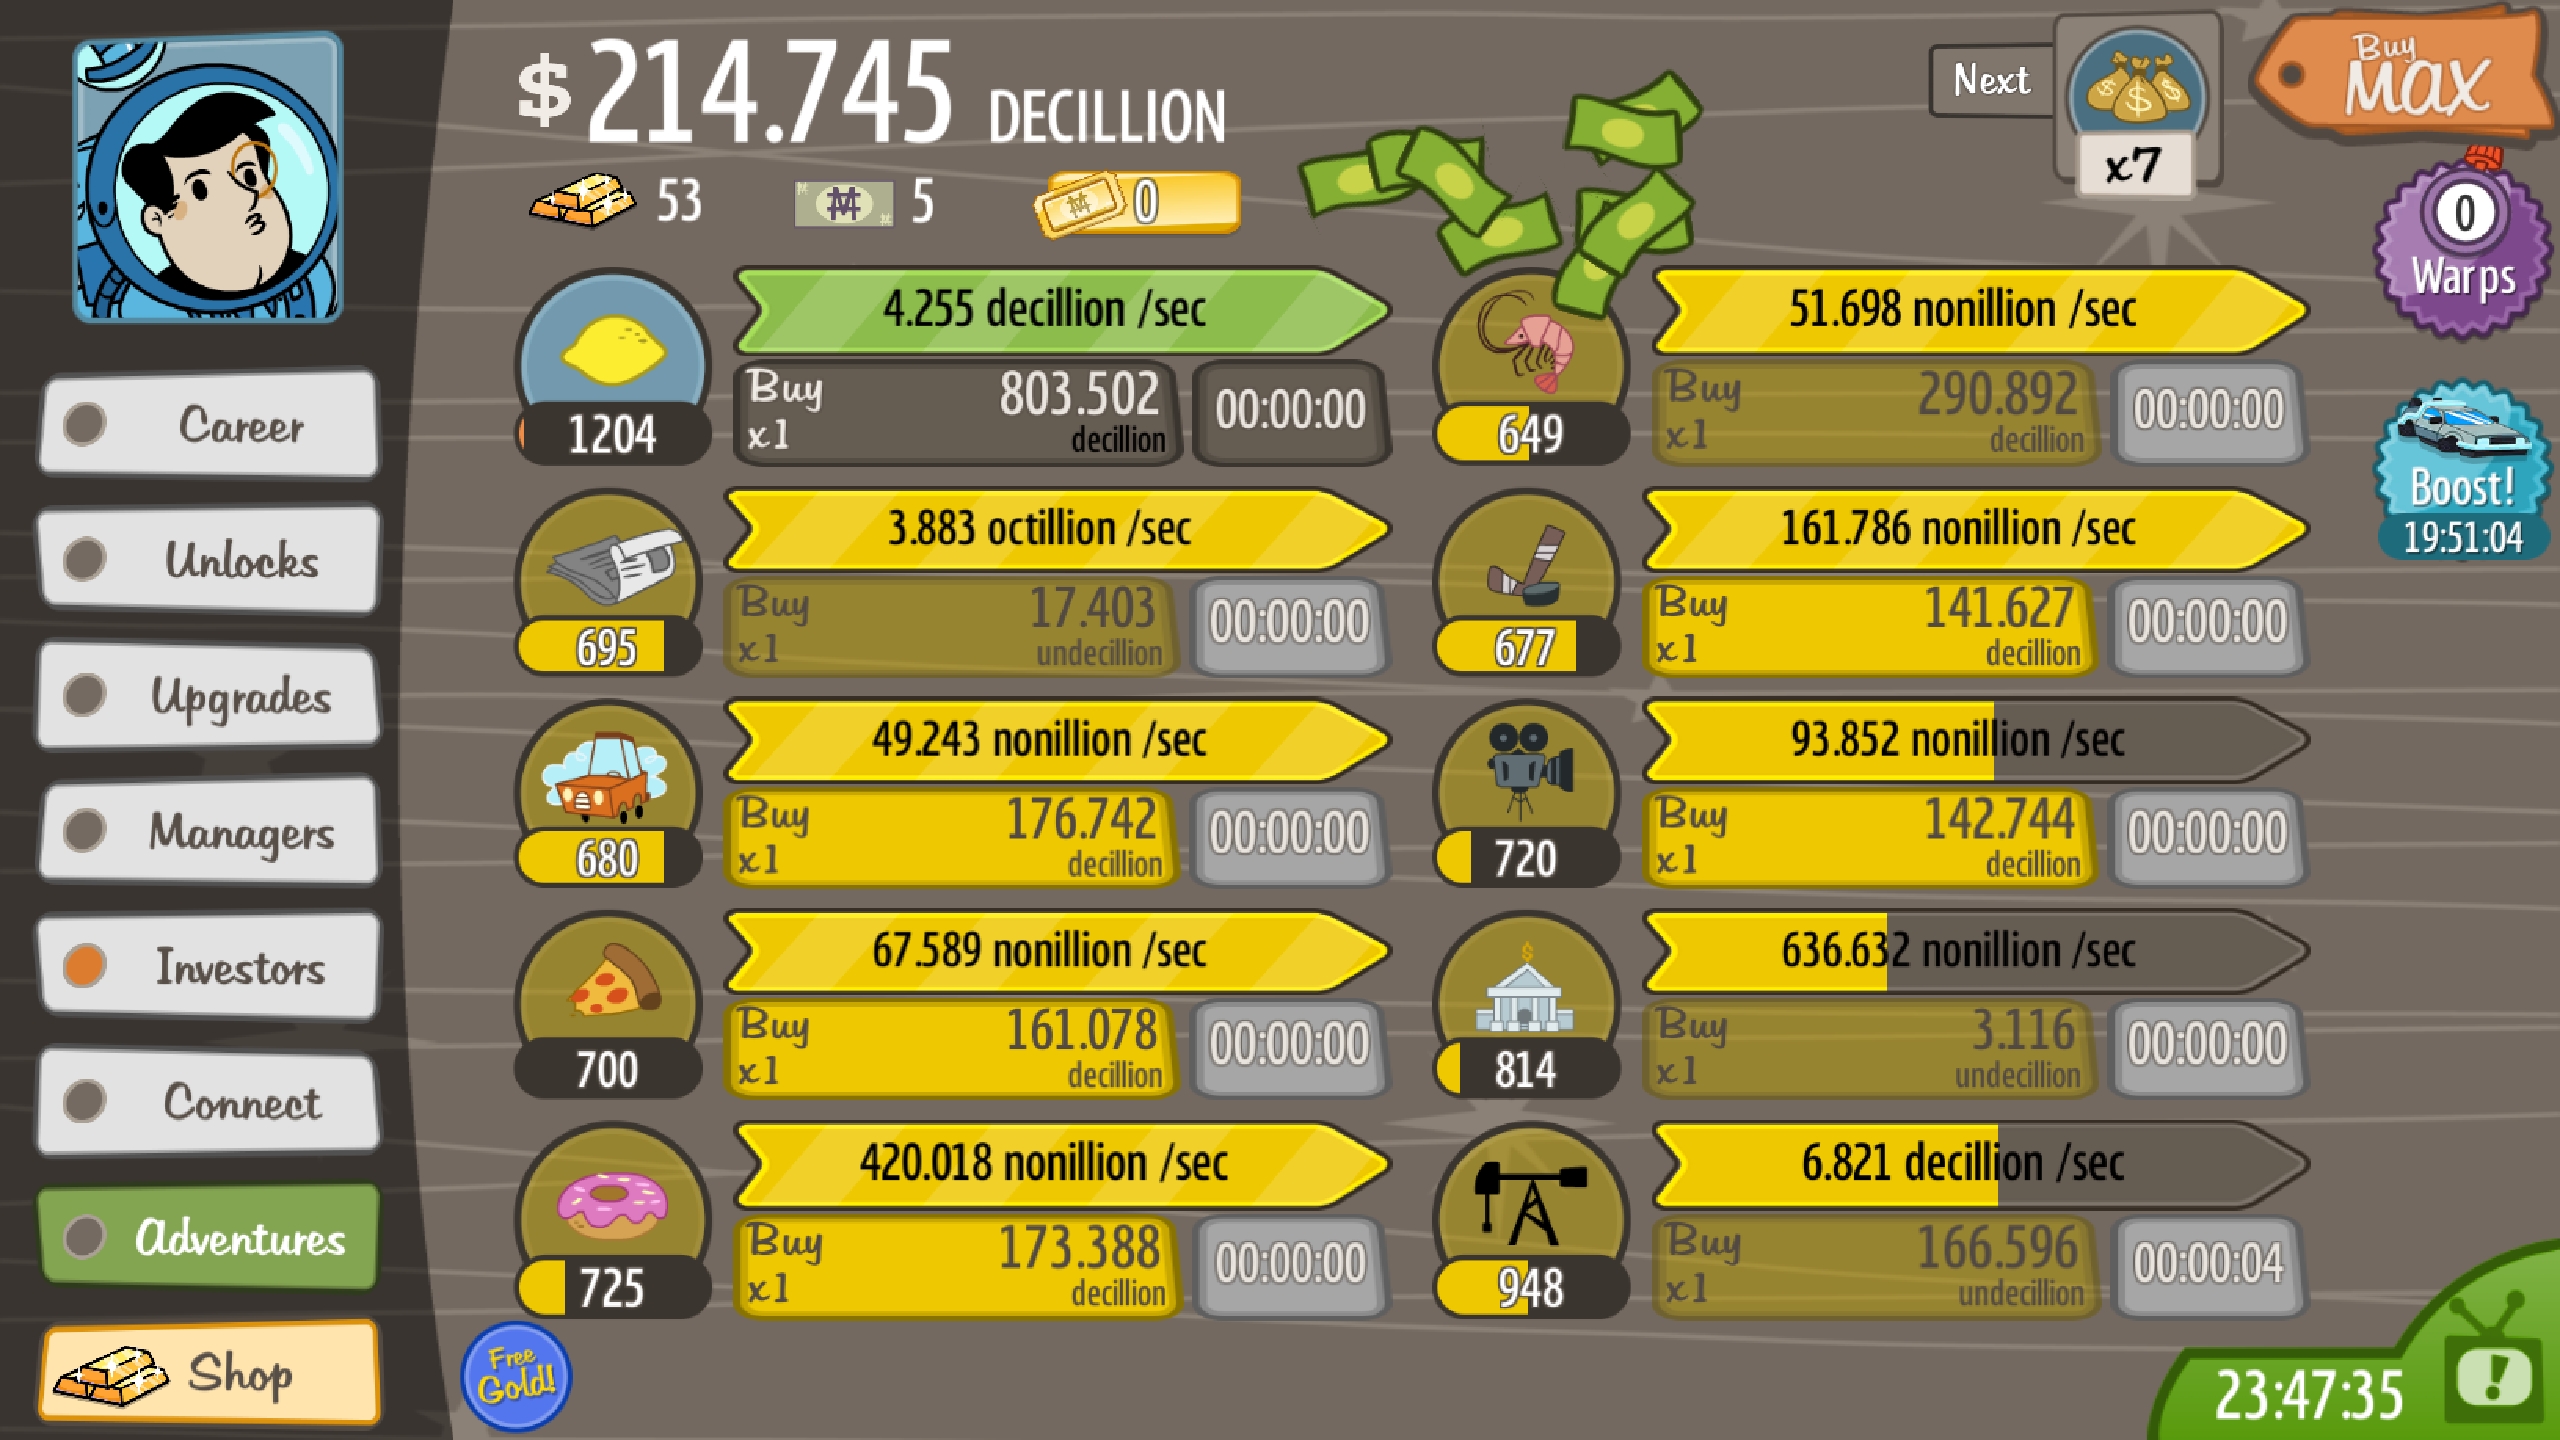 $214.745 DECILLION
Next
x7
Buy
MAX
53
5
0
0
Warps
Boost!
19:51:04
Career
Unlocks
Upgrades
Managers
Investors
Connect
Adventures
Shop
4.255 decillion /sec
1204
Buy
x1
803.502
decillion
00:00:00
51.698 nonillion /sec
649
Buy
x1
290.892
decillion
00:00:00
3.883 octillion /sec
695
Buy
x1
17.403
undecillion
00:00:00
161.786 nonillion /sec
677
Buy
x1
141.627
decillion
00:00:00
49.243 nonillion /sec
680
Buy
x1
176.742
decillion
00:00:00
93.852 nonillion /sec
720
Buy
x1
142.744
decillion
00:00:00
67.589 nonillion /sec
700
Buy
x1
161.078
decillion
00:00:00
636.632 nonillion /sec
814
Buy
x1
3.116
undecillion
00:00:00
420.018 nonillion /sec
725
Buy
x1
173.388
decillion
00:00:00
6.821 decillion /sec
948
Buy
x1
166.596
undecillion
00:00:04
Free
Gold!
23:47:35
!